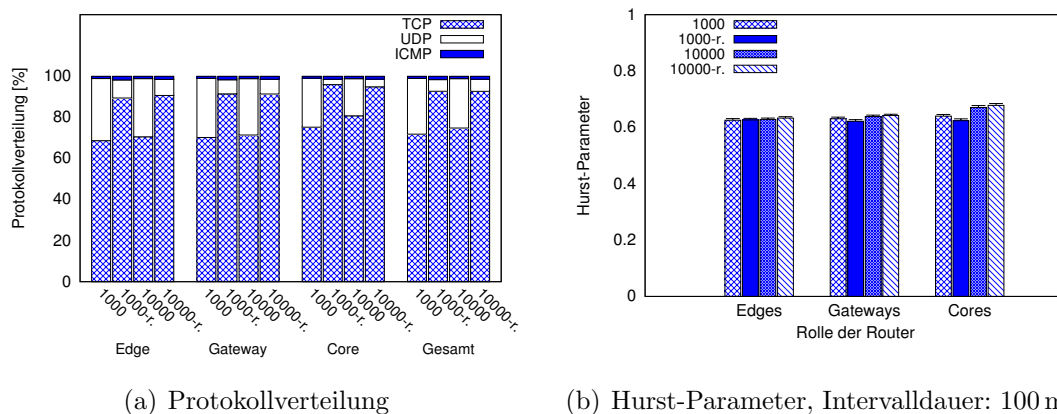 TCP
UDP
ICMP
Protokollverteilung [%]
100
80
60
40
20
0
1000
1000-r.
10000
10000-r.
1000
1000-r.
10000
10000-r.
1000
1000-r.
10000
10000-r.
1000
1000-r.
10000
10000-r.
Edge Gateway Core Gesamt
(a) Protokollverteilung
1000
1000-r.
10000
10000-r.
Hurst-Parameter
1
0.8
0.6
0.4
0.2
0
Edges Gateways Cores
Rolle der Router
(b) Hurst-Parameter, Intervalldauer: 100